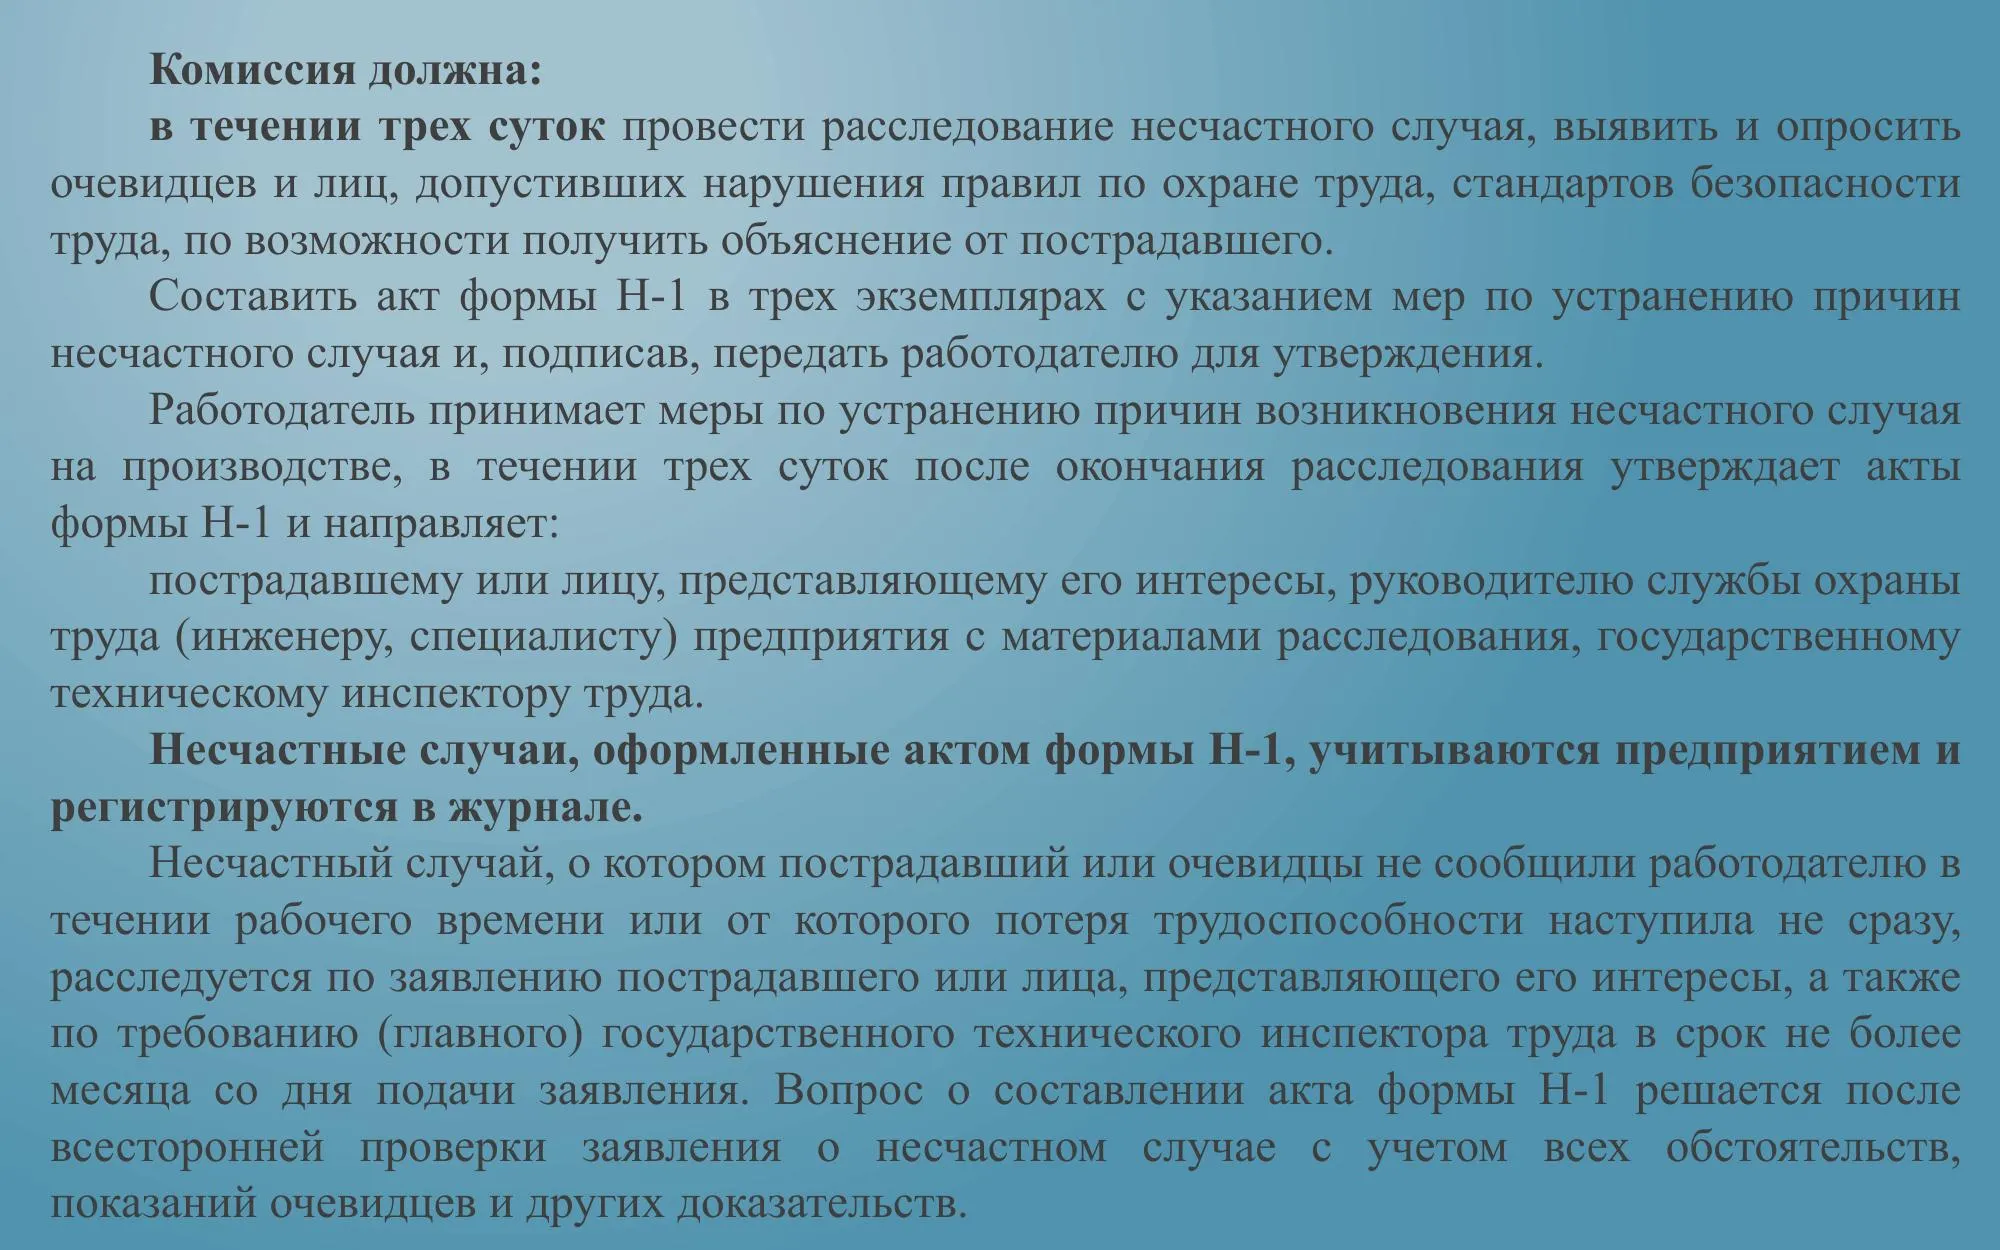 Комиссия должна:
в течении трех суток провести расследование несчастного случая, выявить и опросить
очевидцев и лиц, допустивших нарушения правил по охране труда, стандартов безопасности
труда, по возможности получить объяснение от пострадавшего.
Составить акт формы Н-1 в трех экземплярах с указанием мер по устранению причин
несчастного случая и, подписав, передать работодателю для утверждения.
Работодатель принимает меры по устранению причин возникновения несчастного случая
на производстве, в течении трех суток после окончания расследования утверждает акты
формы Н-1 и направляет:
пострадавшему или лицу, представляющему его интересы, руководителю службы охраны
труда (инженеру, специалисту) предприятия с материалами расследования, государственному
техническому инспектору труда.
Несчастные случаи, оформленные актом формы Н-1, учитываются предприятием и
регистрируются в журнале.
Несчастный случай, о котором пострадавший или очевидцы не сообщили работодателю в
течении рабочего времени или от которого потеря трудоспособности наступила не сразу,
расследуется по заявлению пострадавшего или лица, представляющего его интересы, а также
по требованию (главного) государственного технического инспектора труда в срок не более
месяца со дня подачи заявления. Вопрос о составлении акта формы Н-1 решается после
всесторонней проверки заявления о несчастном случае с учетом всех обстоятельств,
показаний очевидцев и других доказательств.